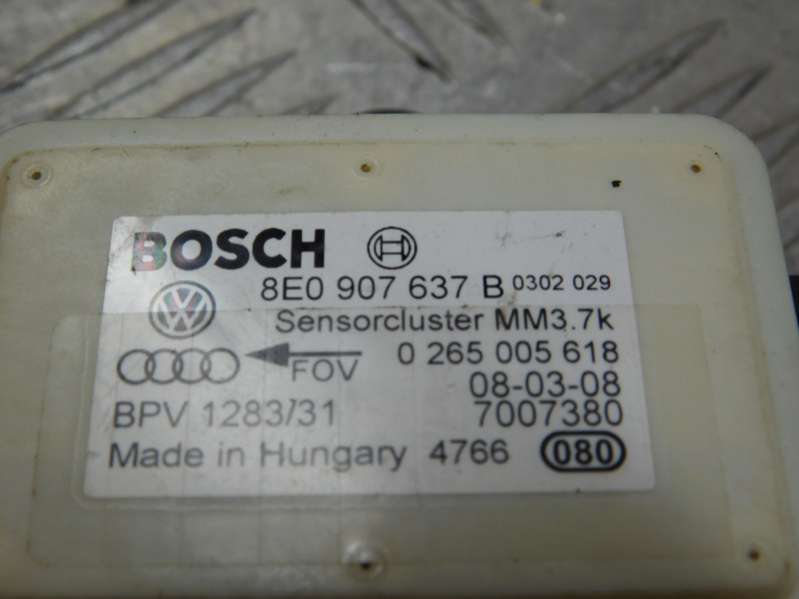 BOSCH
8E0 907 637 B 0302 029
Sensorcluster MM3.7k
FOV 0 265 005 618
08-03-08
BPV 1283/31 7007380
Made in Hungary 4766 080